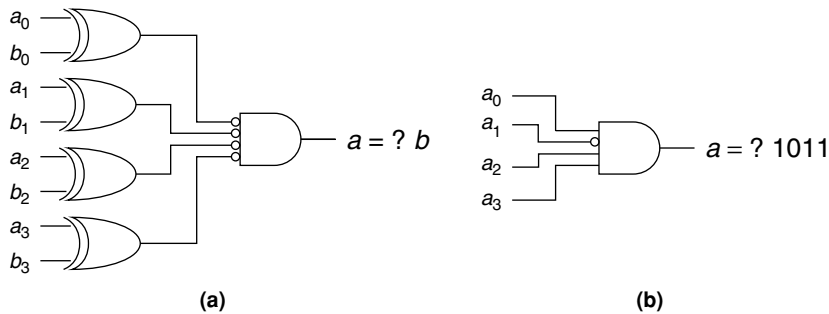 a0
b0
a1
b1
a2
b2
a3
b3
a = ? b
(a)
a0
a1
a2
a3
a = ? 1011
(b)